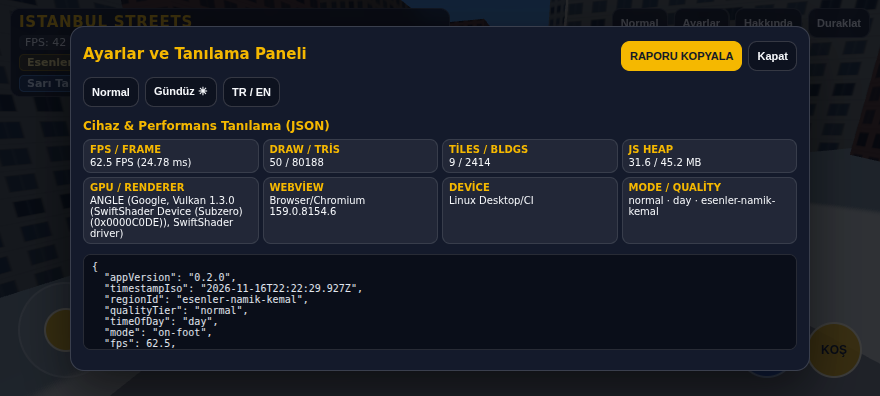 ISTANBUL STREETS
Normal
Ayarlar
Hakkında
Duraklat
FPS: 42
Esenler
Sarı Ta
Ayarlar ve Tanılama Paneli
RAPORU KOPYALA
Kapat
Normal
Gündüz ☀
TR / EN
Cihaz & Performans Tanılama (JSON)
FPS / FRAME
62.5 FPS (24.78 ms)
DRAW / TRİS
50 / 80188
TİLES / BLDGS
9 / 2414
JS HEAP
31.6 / 45.2 MB
GPU / RENDERER
ANGLE (Google, Vulkan 1.3.0
(SwiftShader Device (Subzero)
(0x0000C0DE)), SwiftShader
driver)
WEBVİEW
Browser/Chromium
159.0.8154.6
DEVİCE
Linux Desktop/CI
MODE / QUALİTY
normal · day · esenler-namik-
kemal
{
"appVersion": "0.2.0",
"timestampIso": "2026-11-16T22:22:29.927Z",
"regionId": "esenler-namik-kemal",
"qualityTier": "normal",
"timeOfDay": "day",
"mode": "on-foot",
"fps": 62.5,
KOŞ